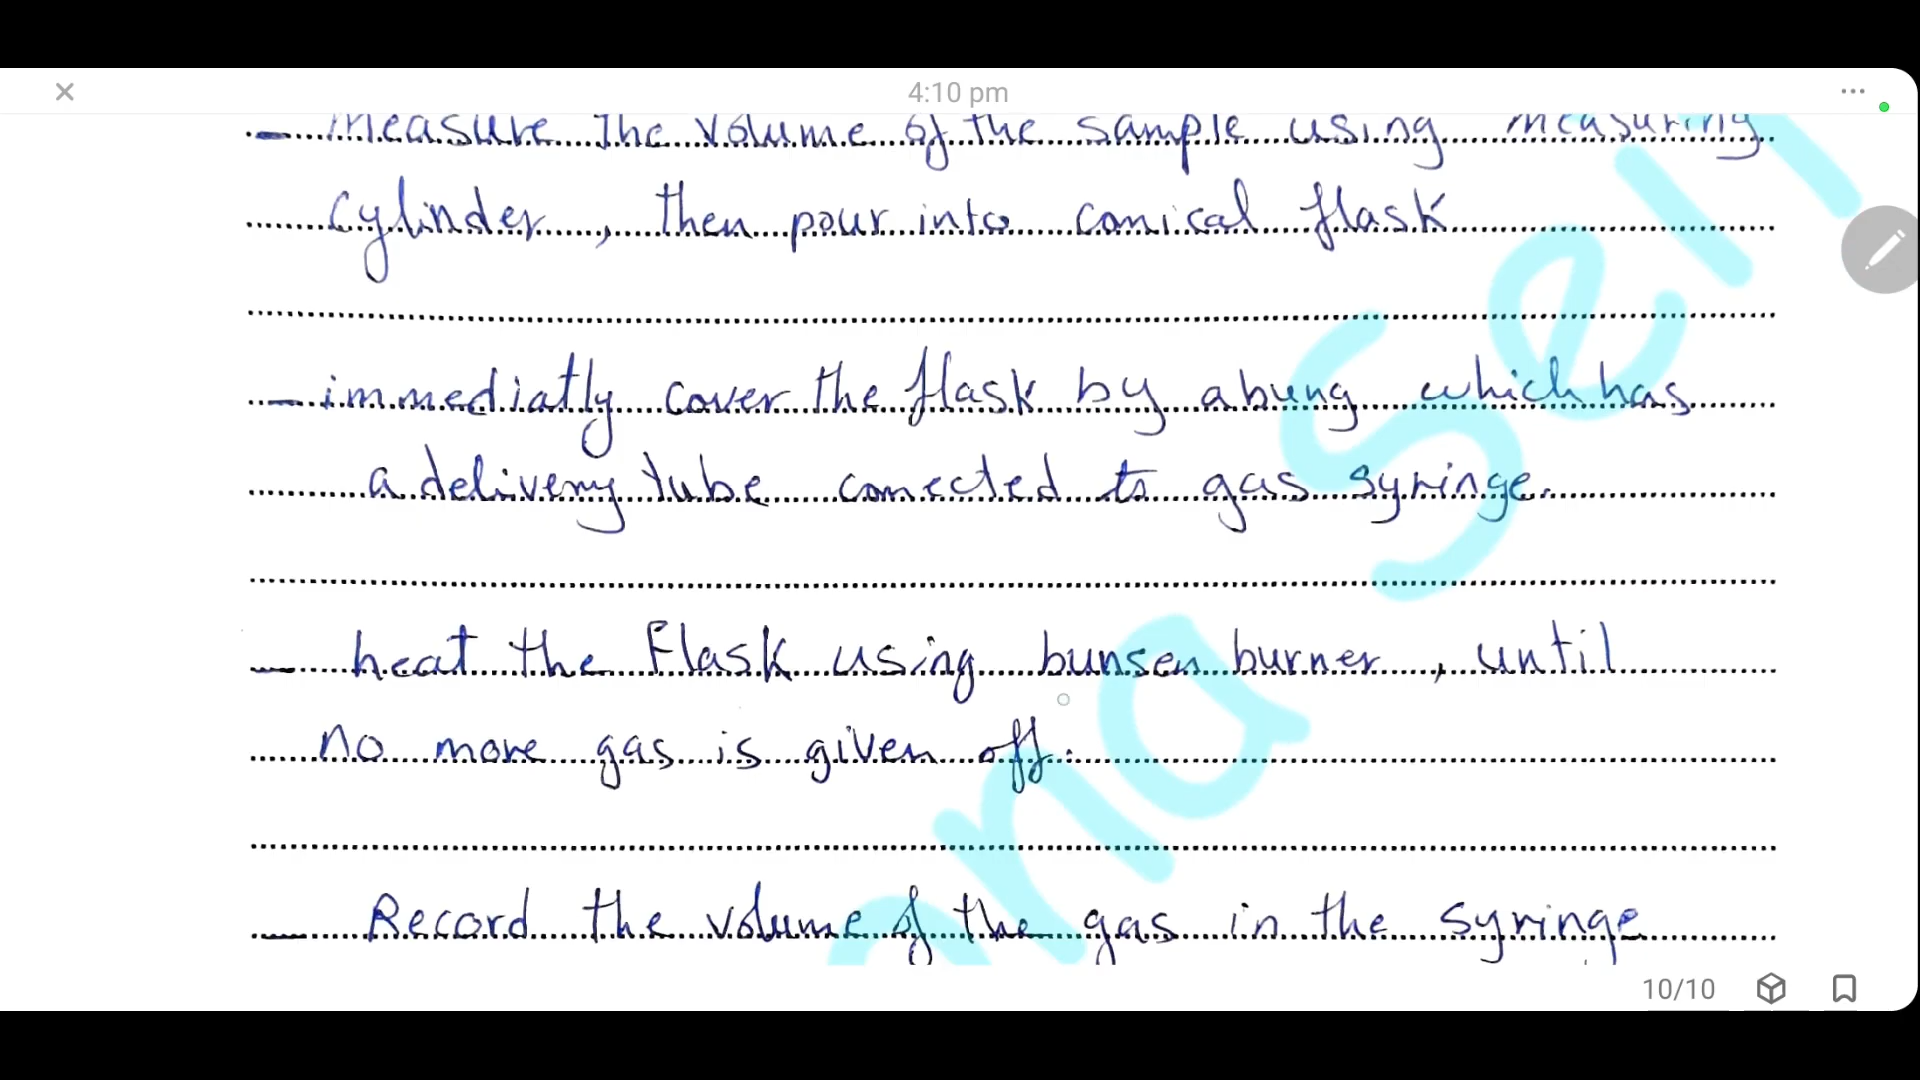 4:10 pm
– Measure the volume of the sample using measuring
Cylinder, then pour into conical flask
– immediatly cover the flask by a bung which has
a delivery tube connected to gas syringe.
– heat the Flask using bunsen burner, until
no more gas is given off.
– Record the volume of the gas in the syringe
10/10